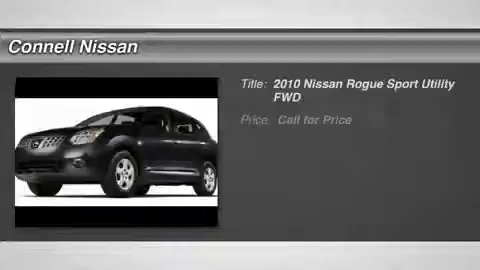 Connell Nissan
Title: 2010 Nissan Rogue Sport Utility
FWD
Price: Call for Price